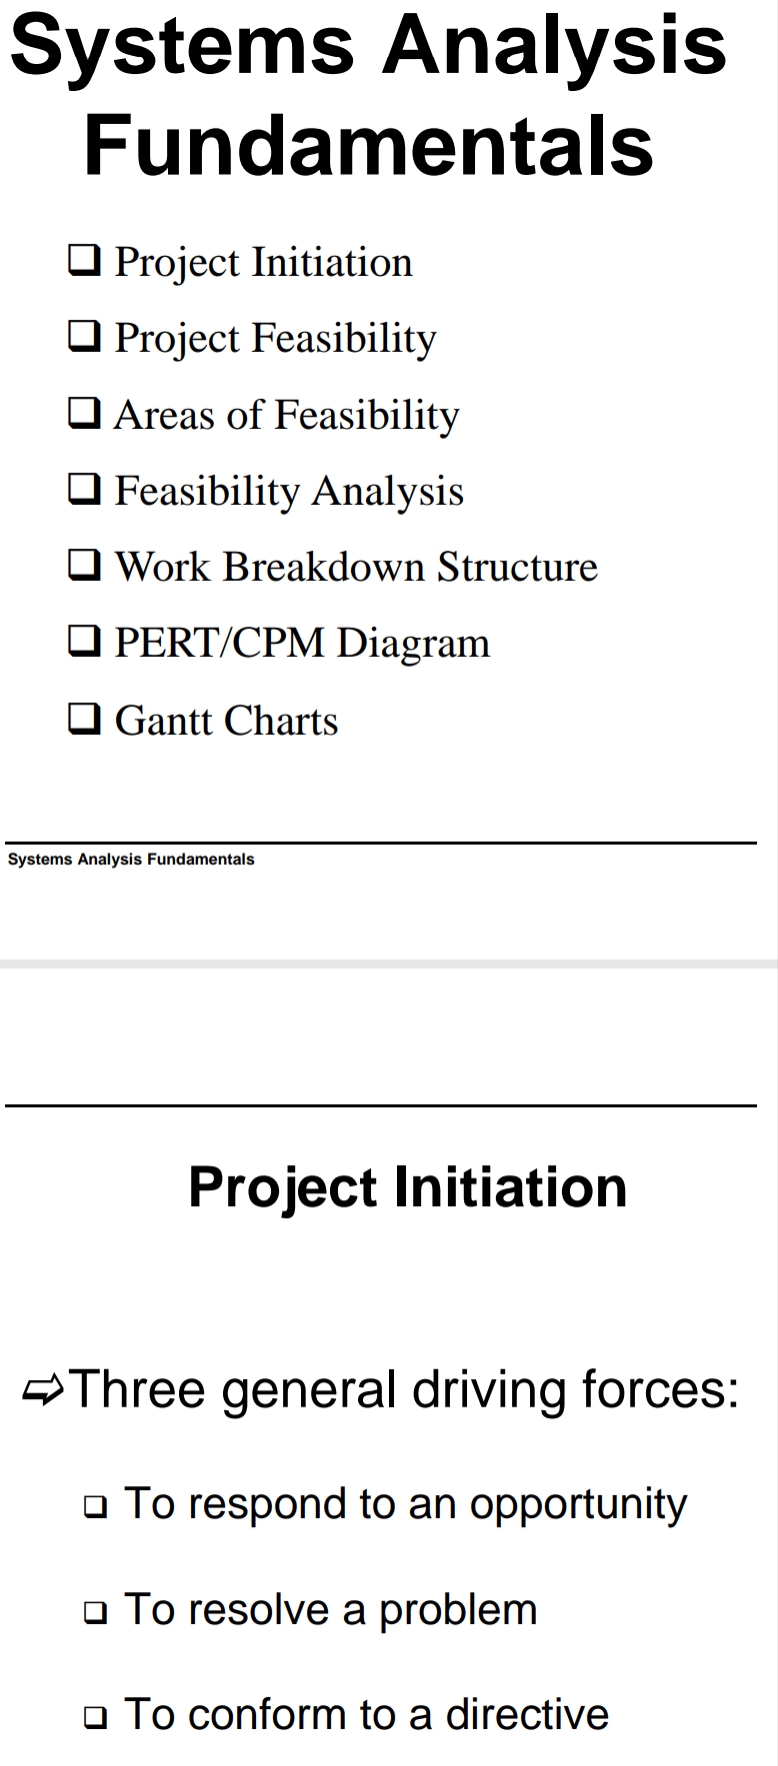 Systems Analysis
Fundamentals
❑ Project Initiation
❑ Project Feasibility
❑ Areas of Feasibility
❑ Feasibility Analysis
❑ Work Breakdown Structure
❑ PERT/CPM Diagram
❑ Gantt Charts
Systems Analysis Fundamentals
Project Initiation
➪Three general driving forces:
❑ To respond to an opportunity
❑ To resolve a problem
❑ To conform to a directive